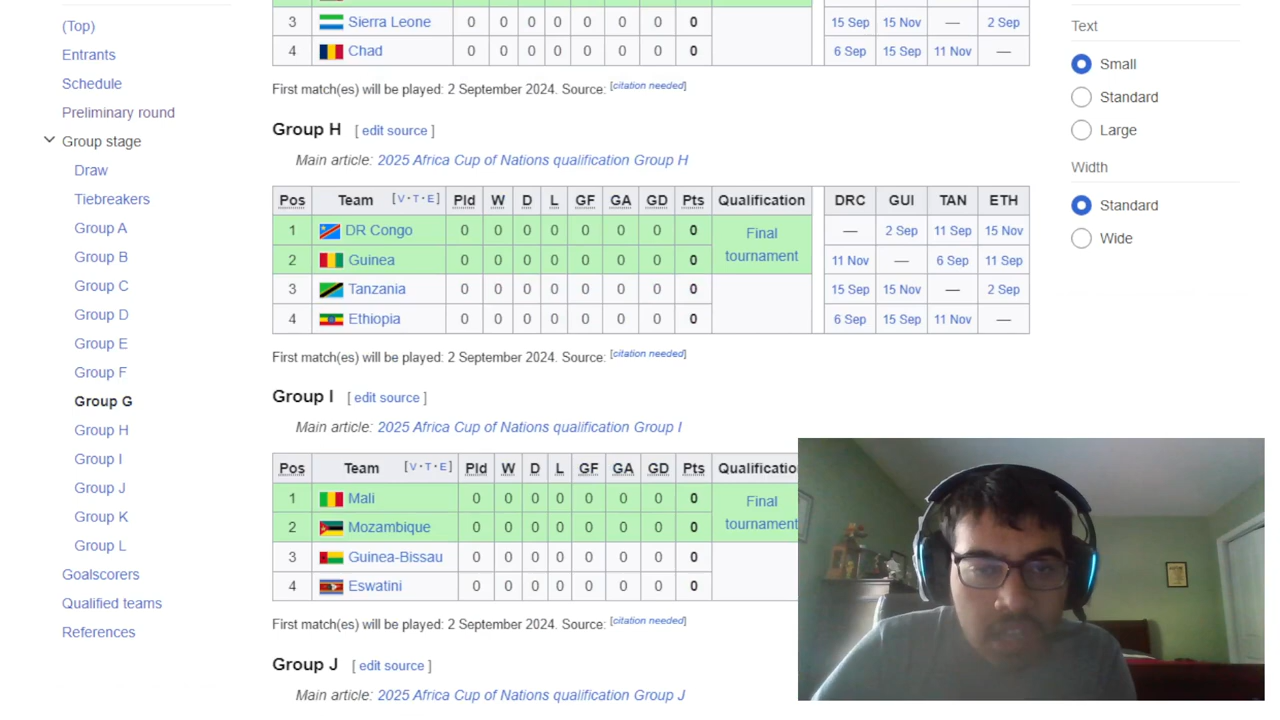 (Top)
Entrants
Schedule
Preliminary round
Group stage
Draw
Tiebreakers
Group A
Group B
Group C
Group D
Group E
Group F
Group G
Group H
Group I
Group J
Group K
Group L
Goalscorers
Qualified teams
References
3 Sierra Leone 0 0 0 0 0 0 0 0 15 Sep 15 Nov — 2 Sep
4 Chad 0 0 0 0 0 0 0 0 6 Sep 15 Sep 11 Nov —
First match(es) will be played: 2 September 2024. Source: [citation needed]
Group H [ edit source ]
Main article: 2025 Africa Cup of Nations qualification Group H
Pos Team [V·T·E] Pld W D L GF GA GD Pts Qualification DRC GUI TAN ETH
1 DR Congo 0 0 0 0 0 0 0 0 Final tournament — 2 Sep 11 Sep 15 Nov
2 Guinea 0 0 0 0 0 0 0 0 11 Nov — 6 Sep 11 Sep
3 Tanzania 0 0 0 0 0 0 0 0 15 Sep 15 Nov — 2 Sep
4 Ethiopia 0 0 0 0 0 0 0 0 6 Sep 15 Sep 11 Nov —
First match(es) will be played: 2 September 2024. Source: [citation needed]
Group I [ edit source ]
Main article: 2025 Africa Cup of Nations qualification Group I
Pos Team [V·T·E] Pld W D L GF GA GD Pts Qualificatio
1 Mali 0 0 0 0 0 0 0 0 Final tournament
2 Mozambique 0 0 0 0 0 0 0 0
3 Guinea-Bissau 0 0 0 0 0 0 0 0
4 Eswatini 0 0 0 0 0 0 0 0
First match(es) will be played: 2 September 2024. Source: [citation needed]
Group J [ edit source ]
Main article: 2025 Africa Cup of Nations qualification Group J
Text
Small
Standard
Large
Width
Standard
Wide